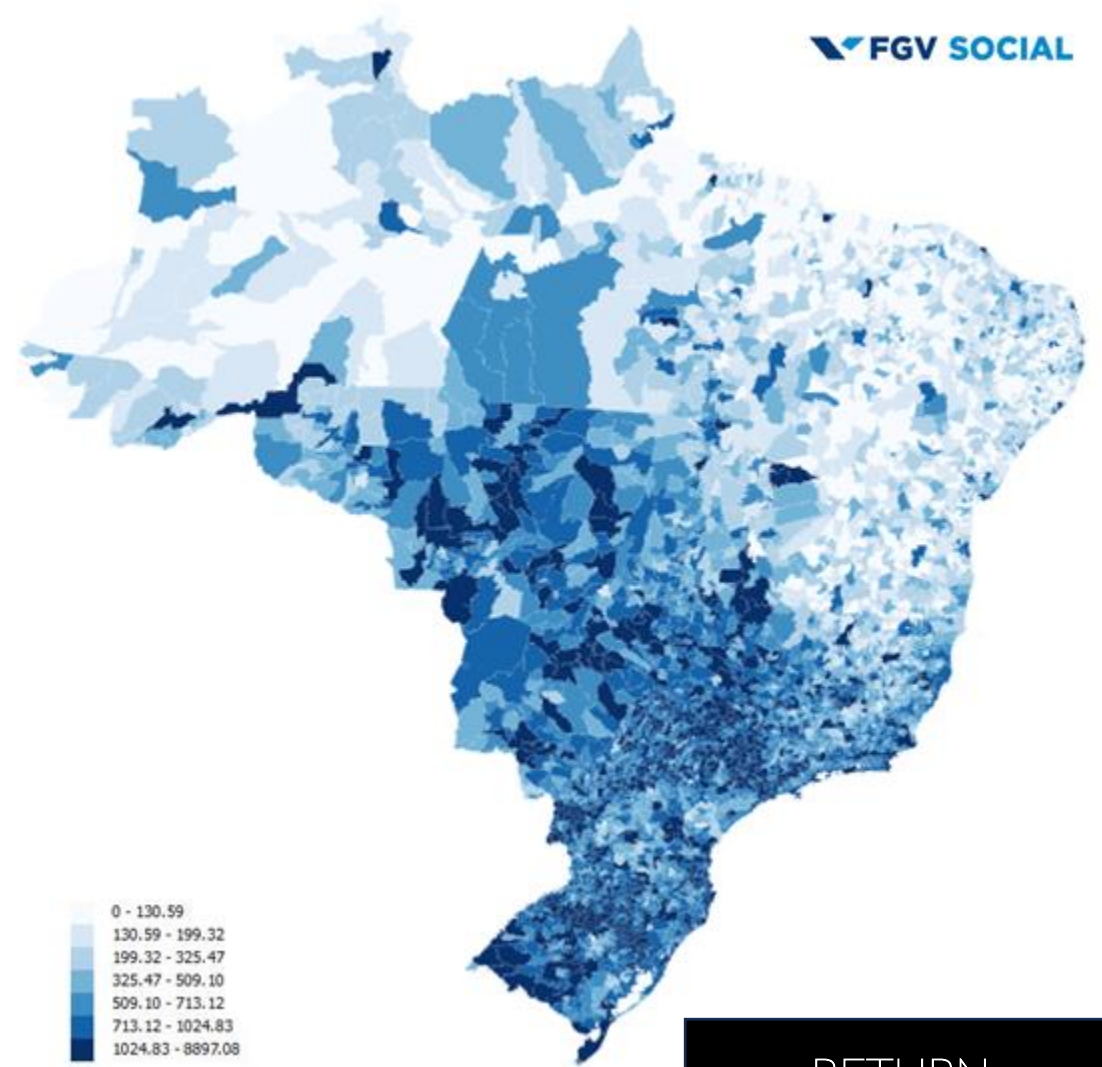 FGV SOCIAL
0 - 130.59
130.59 - 199.32
199.32 - 325.47
325.47 - 509.10
509.10 - 713.12
713.12 - 1024.83
1024.83 - 8897.08
RETURN